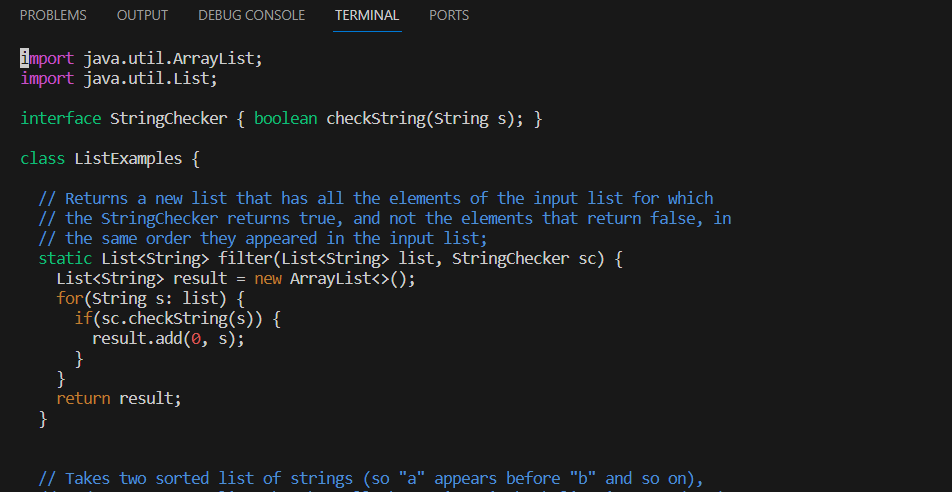 PROBLEMS OUTPUT DEBUG CONSOLE TERMINAL PORTS
import java.util.ArrayList;
import java.util.List;
interface StringChecker { boolean checkString(String s); }
class ListExamples {
// Returns a new list that has all the elements of the input list for which
// the StringChecker returns true, and not the elements that return false, in
// the same order they appeared in the input list;
static List<String> filter(List<String> list, StringChecker sc) {
List<String> result = new ArrayList<>();
for(String s: list) {
if(sc.checkString(s)) {
result.add(0, s);
}
}
return result;
}
// Takes two sorted list of strings (so "a" appears before "b" and so on),